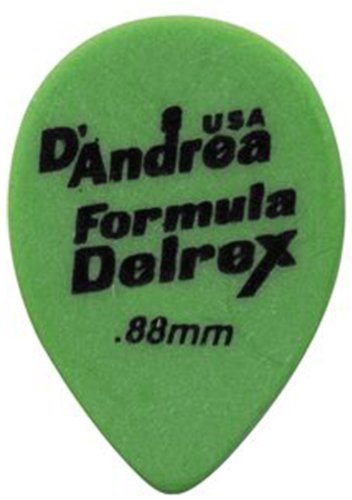 USA
D'Andrea
Formula
Delrex
.88mm